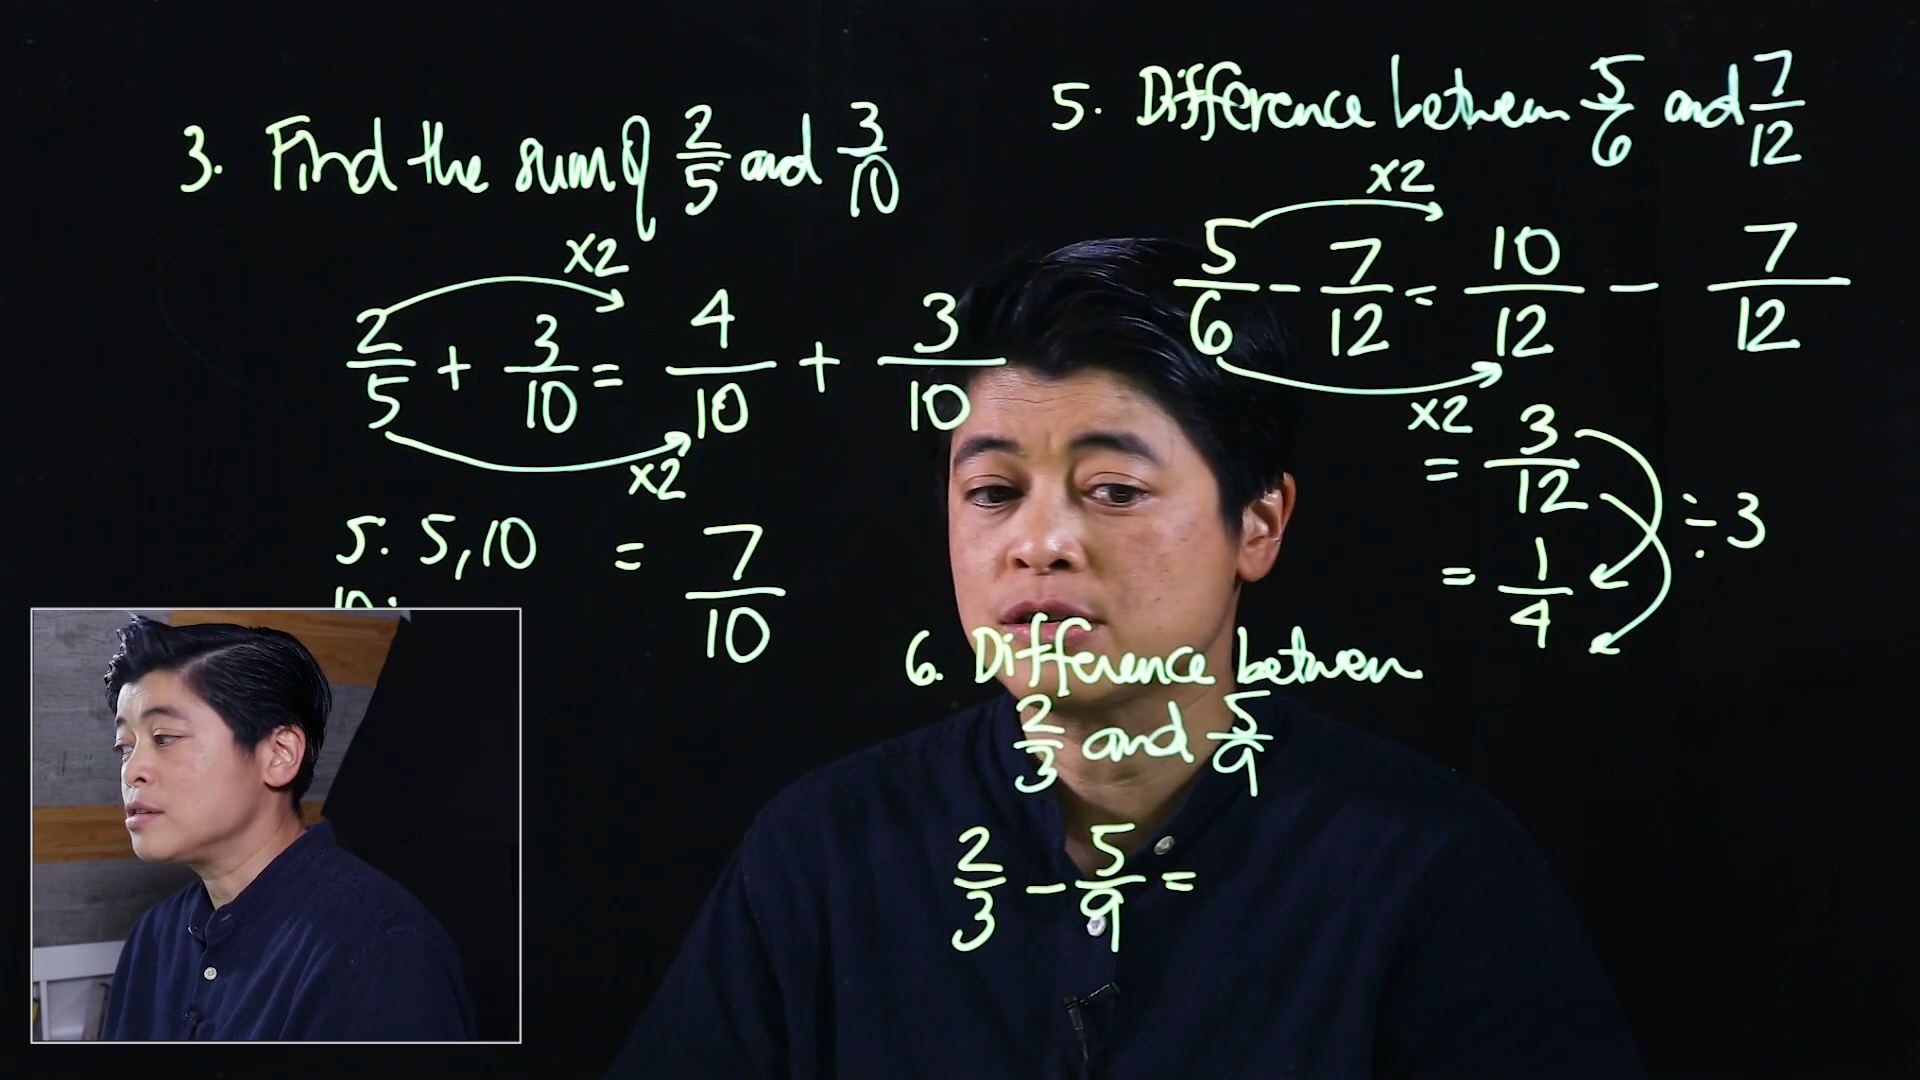 3. Find the sum of 2/5 and 3/10
x2
2/5 + 3/10 = 4/10 + 3/10
x2
5: 5,10
= 7/10
10:
5. Difference between 5/6 and 7/12
x2
5/6 - 7/12 = 10/12 - 7/12
x2
= 3/12
÷3
= 1/4
6. Difference between
2/3 and 5/9
2/3 - 5/9 =